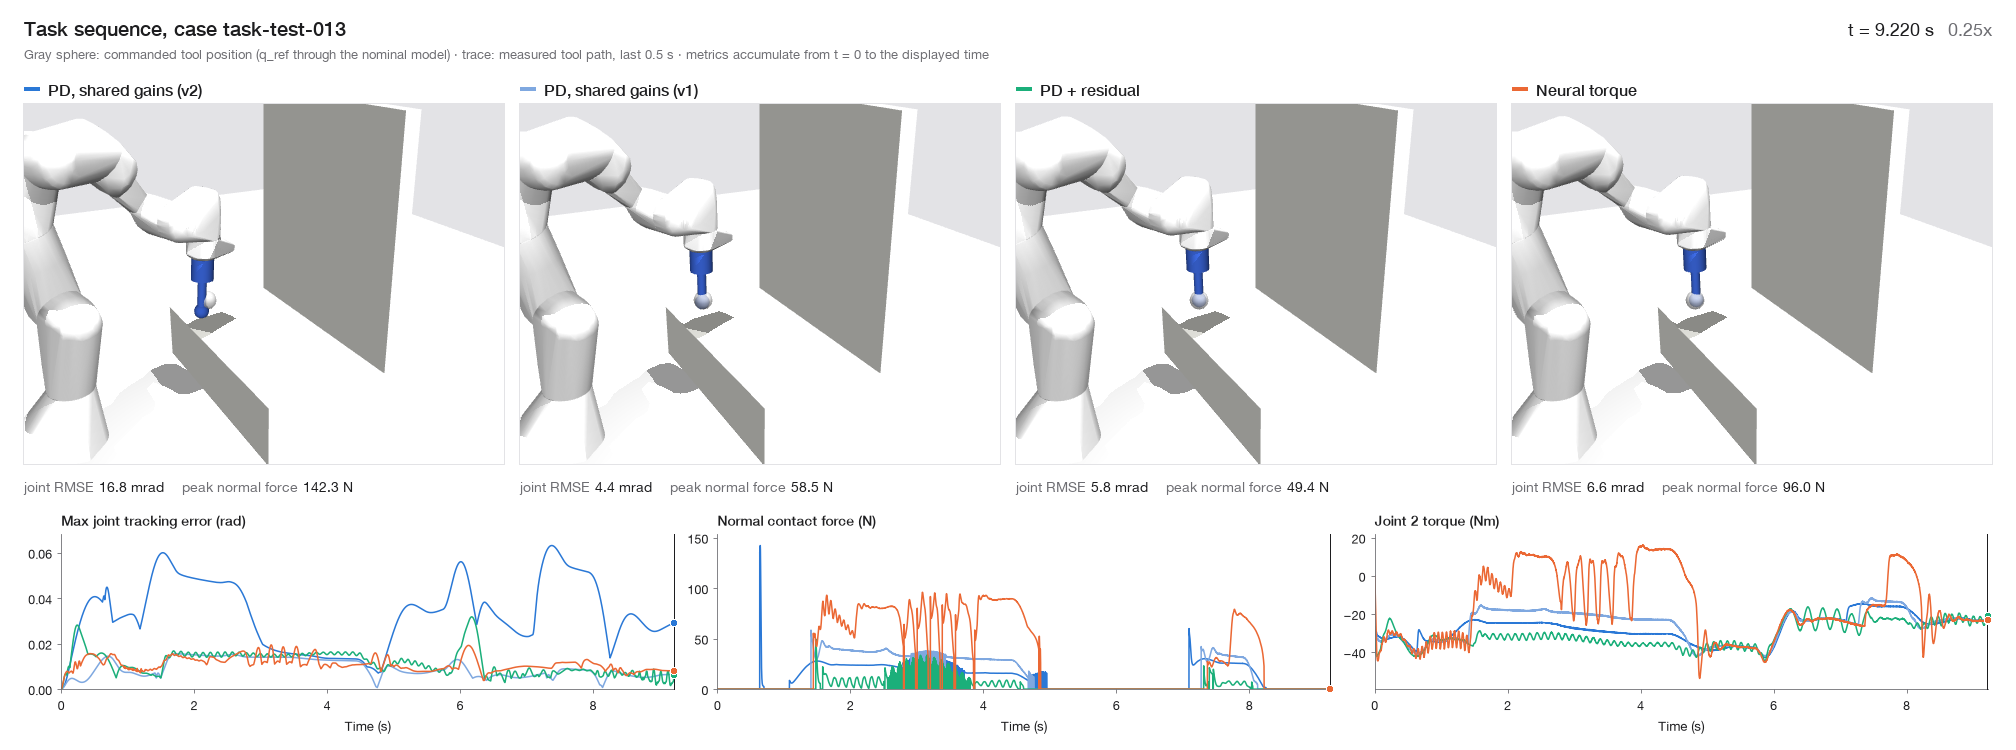 Task sequence, case task-test-013
t = 9.220 s 0.25x
Gray sphere: commanded tool position (q_ref through the nominal model) · trace: measured tool path, last 0.5 s · metrics accumulate from t = 0 to the displayed time
PD, shared gains (v2)
PD, shared gains (v1)
PD + residual
Neural torque
joint RMSE 16.8 mrad peak normal force 142.3 N
joint RMSE 4.4 mrad peak normal force 58.5 N
joint RMSE 5.8 mrad peak normal force 49.4 N
joint RMSE 6.6 mrad peak normal force 96.0 N
Max joint tracking error (rad)
0.06
0.04
0.02
0.00
0 2 4 6 8
Time (s)
Normal contact force (N)
150
100
50
0
0 2 4 6 8
Time (s)
Joint 2 torque (Nm)
20
0
−20
−40
0 2 4 6 8
Time (s)